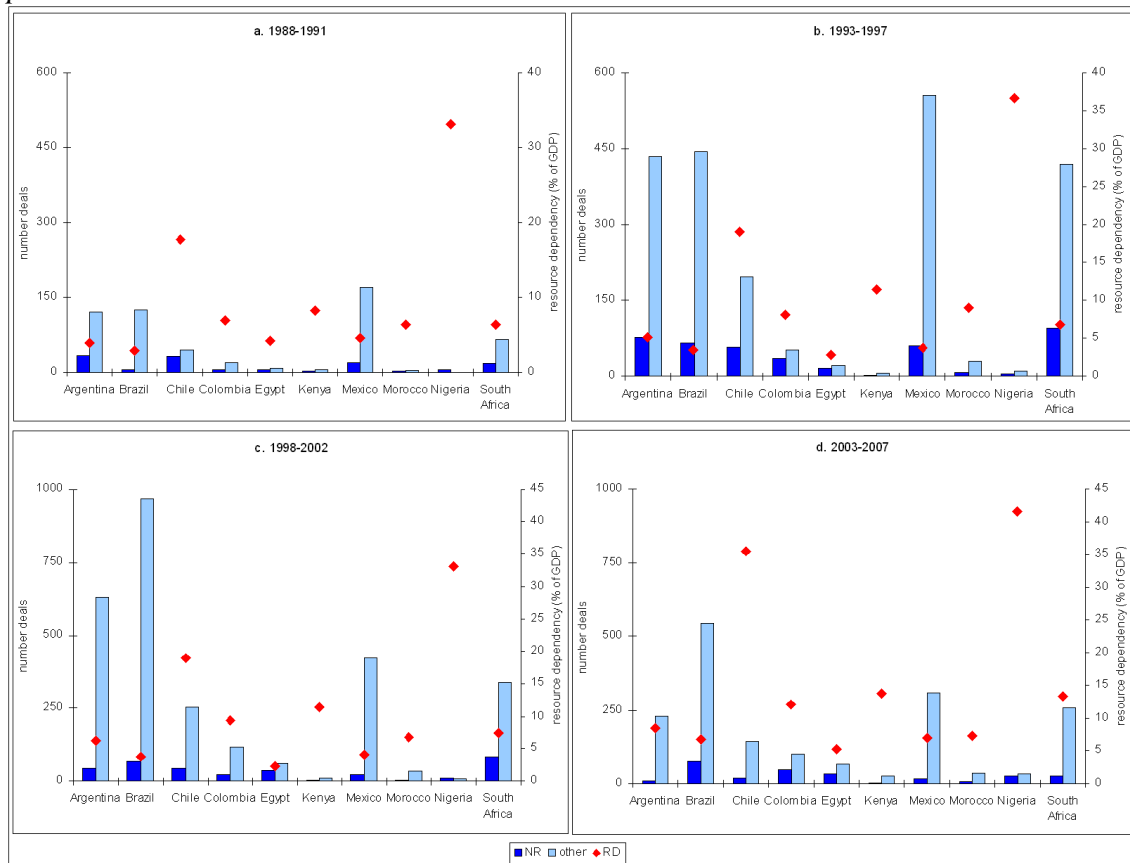 a. 1988-1991
600
450
300
150
0
number deals
40
30
20
10
0
resource dependency (% of GDP)
Argentina Brazil Chile Colombia Egypt Kenya Mexico Morocco Nigeria South
Africa
b. 1993-1997
600
450
300
150
0
number deals
40
35
30
25
20
15
10
5
0
resource dependency (% of GDP)
Argentina Brazil Chile Colombia Egypt Kenya Mexico Morocco Nigeria South
Africa
c. 1998-2002
1000
750
500
250
0
number deals
45
40
35
30
25
20
15
10
5
0
resource dependency (% of GDP)
Argentina Brazil Chile Colombia Egypt Kenya Mexico Morocco Nigeria South
Africa
d. 2003-2007
1000
750
500
250
0
number deals
45
40
35
30
25
20
15
10
5
0
resource dependency (% of GDP)
Argentina Brazil Chile Colombia Egypt Kenya Mexico Morocco Nigeria South
Africa
NR other RD